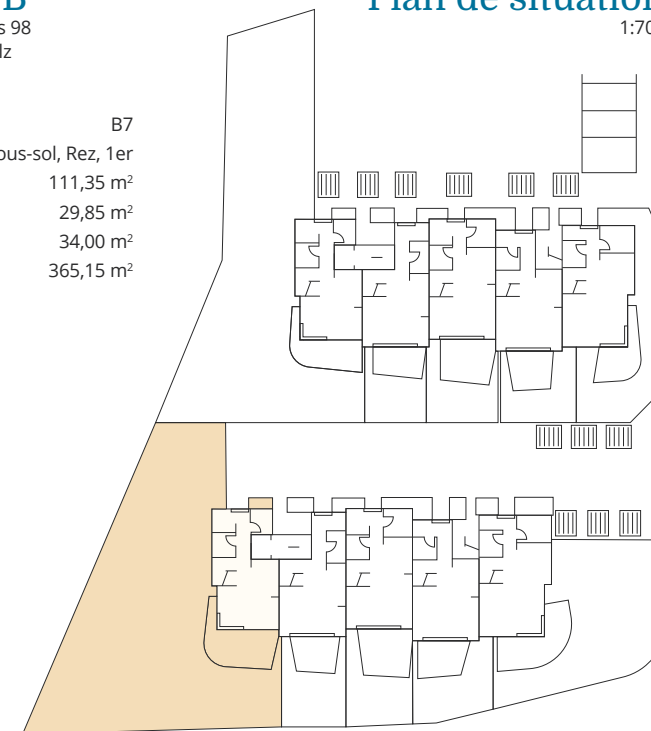 B
s 98
lz
Plan de situation
1:70
B7
ous-sol, Rez, 1er
111,35 m²
29,85 m²
34,00 m²
365,15 m²